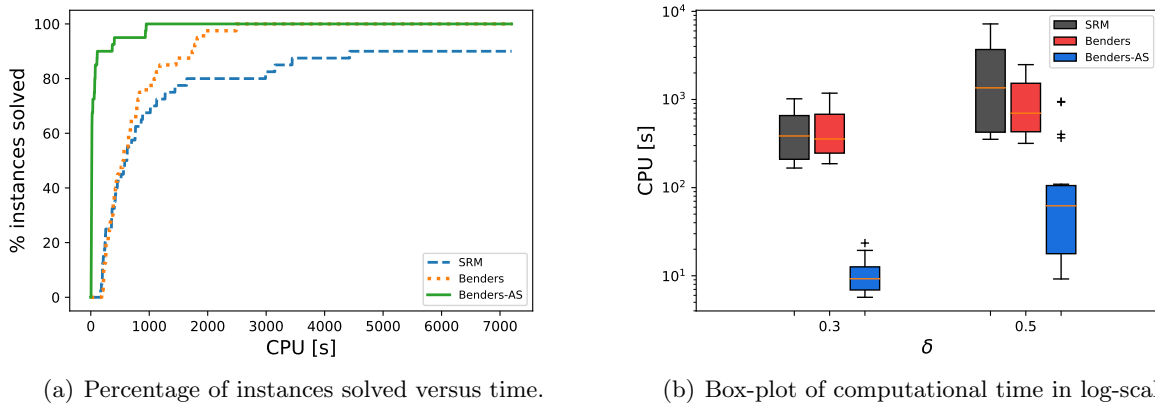 100
80
60
40
20
0
% instances solved
0 1000 2000 3000 4000 5000 6000 7000
CPU [s]
SRM
Benders
Benders-AS
(a) Percentage of instances solved versus time.
10^4
10^3
10^2
10^1
CPU [s]
0.3 0.5
δ
SRM
Benders
Benders-AS
(b) Box-plot of computational time in log-scal